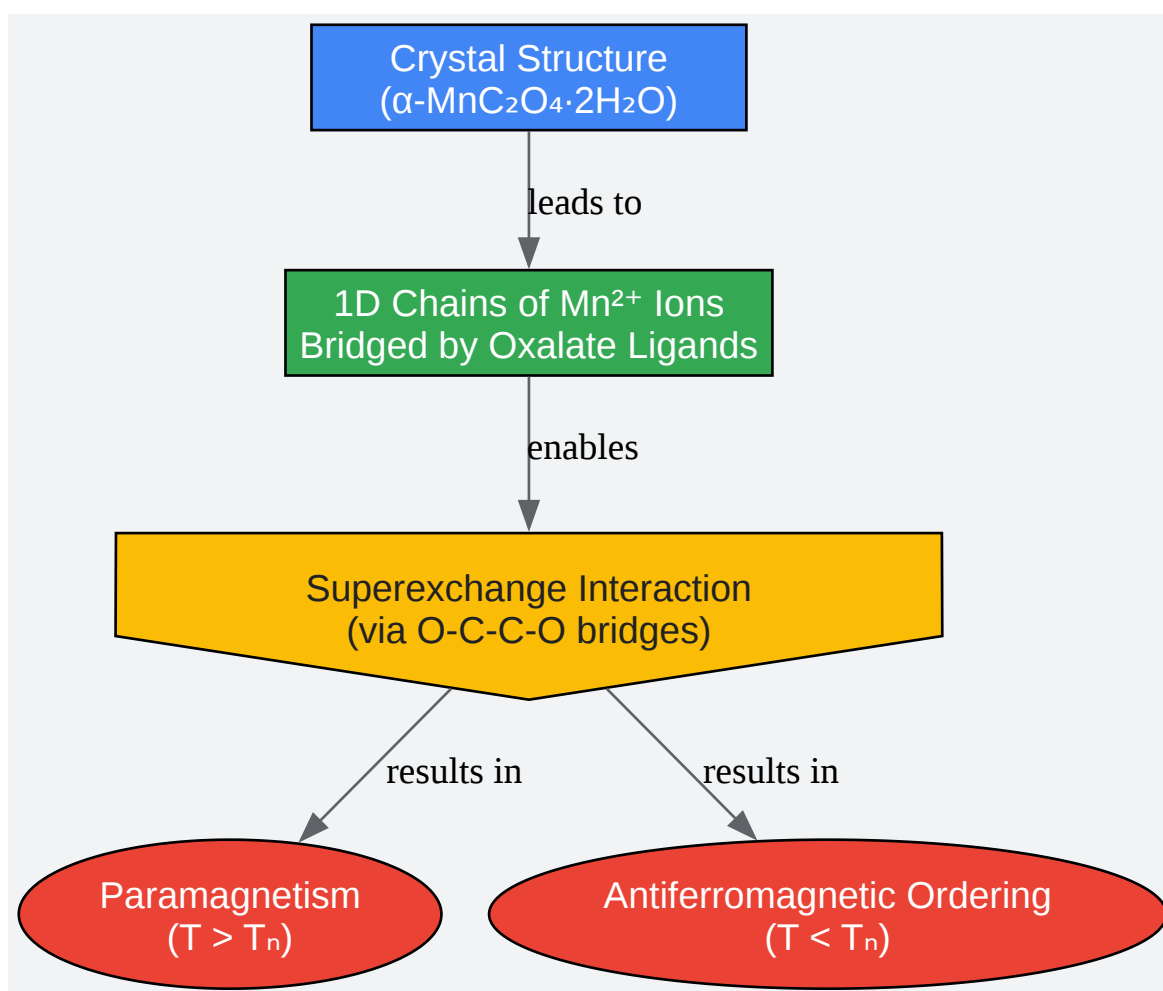 Crystal Structure
(α-MnC₂O₄·2H₂O)
leads to
1D Chains of Mn²⁺ Ions
Bridged by Oxalate Ligands
enables
Superexchange Interaction
(via O-C-C-O bridges)
results in
results in
Paramagnetism
(T > Tₙ)
Antiferromagnetic Ordering
(T < Tₙ)